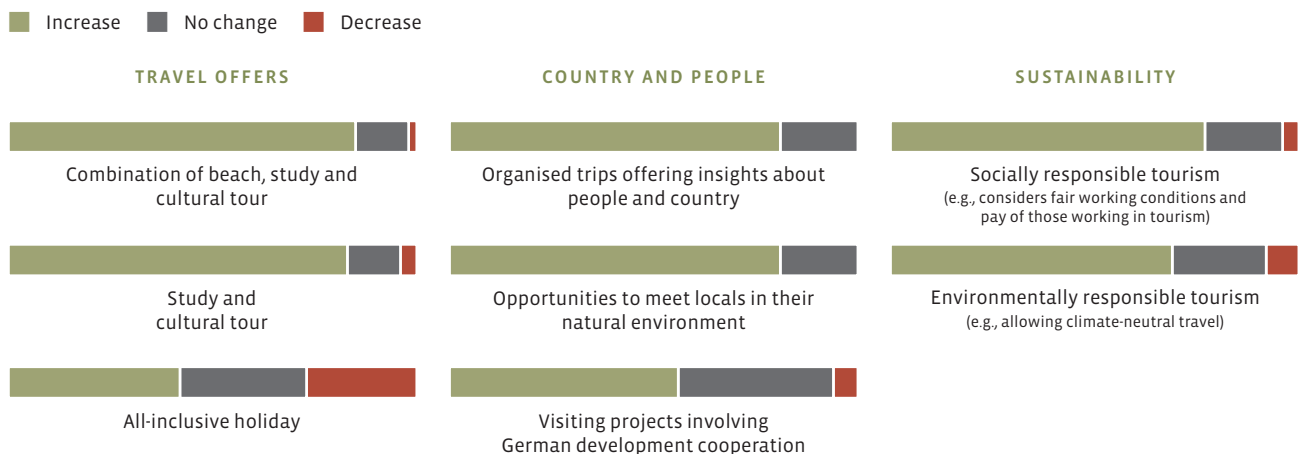 Increase No change Decrease
TRAVEL OFFERS
Combination of beach, study and
cultural tour
Study and
cultural tour
All-inclusive holiday
COUNTRY AND PEOPLE
Organised trips offering insights about
people and country
Opportunities to meet locals in their
natural environment
Visiting projects involving
German development cooperation
SUSTAINABILITY
Socially responsible tourism
(e.g., considers fair working conditions and
pay of those working in tourism)
Environmentally responsible tourism
(e.g., allowing climate-neutral travel)